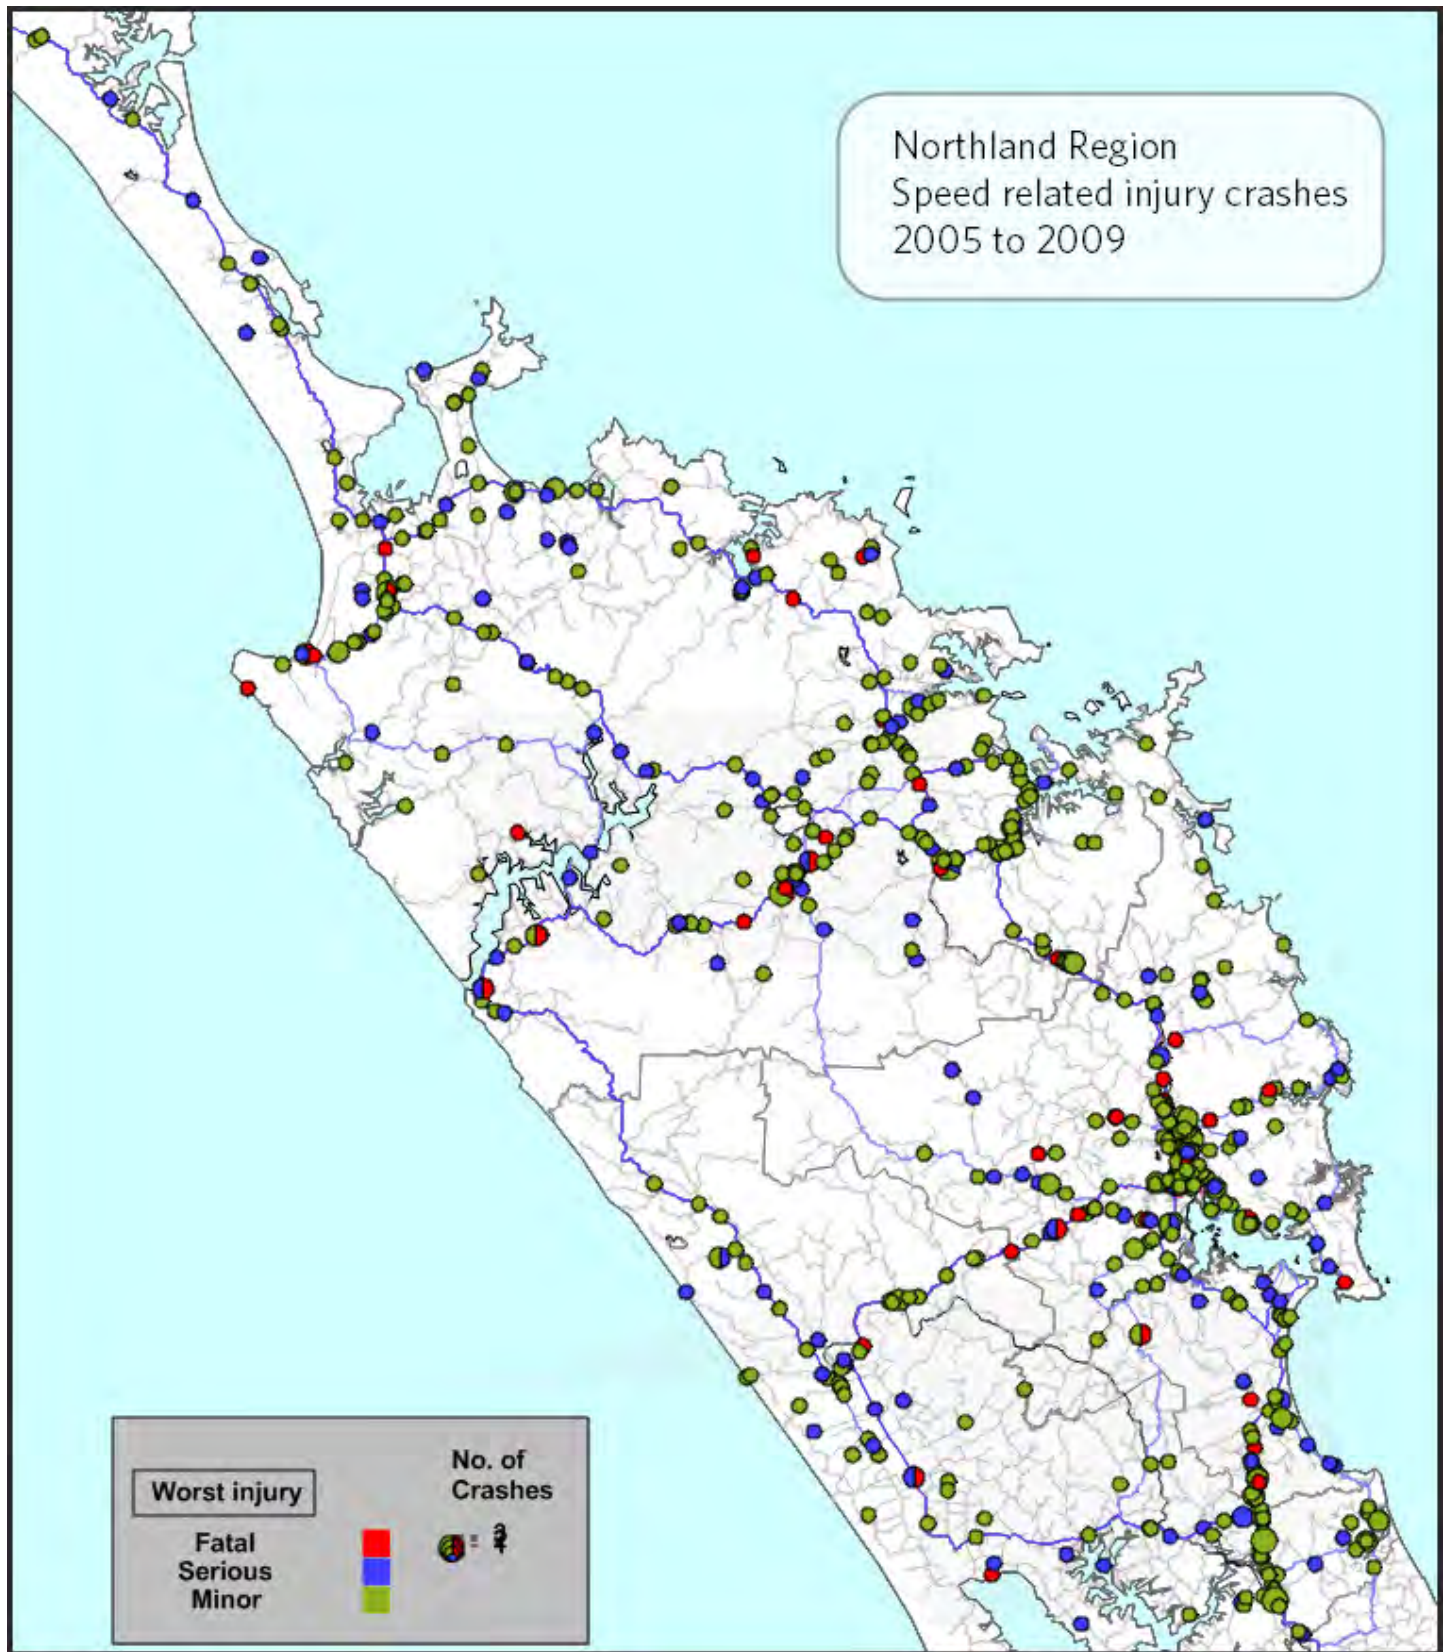 Northland Region
Speed related injury crashes
2005 to 2009
No. of
Crashes
Worst injury
Fatal
Serious
Minor
=